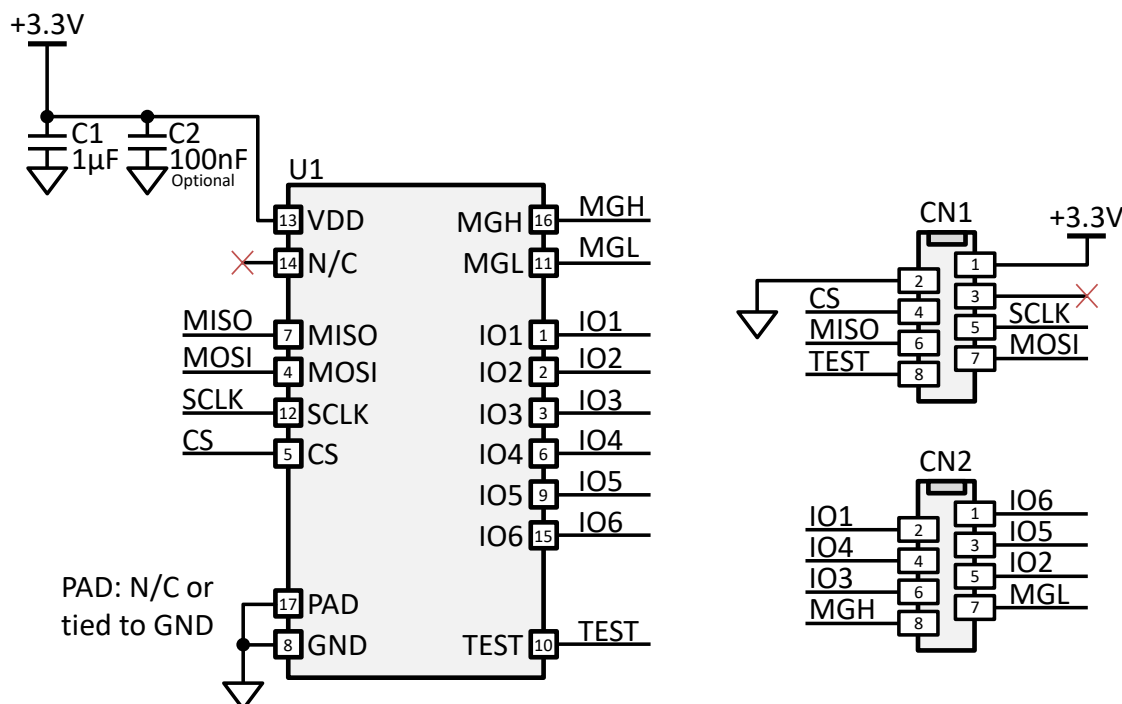 +3.3V
C1
1µF
C2
100nF
Optional
U1
13 VDD
14 N/C
MISO 7 MISO
MOSI 4 MOSI
SCLK 12 SCLK
CS 5 CS
17 PAD
8 GND
PAD: N/C or
tied to GND
MGH 16 MGH
MGL 11 MGL
IO1 1 IO1
IO2 2 IO2
IO3 3 IO3
IO4 6 IO4
IO5 9 IO5
IO6 15 IO6
TEST 10 TEST
CN1
+3.3V
1
2
3
CS 4
5 SCLK
MISO 6
7 MOSI
TEST 8
CN2
1 IO6
IO1 2
3 IO5
IO4 4
5 IO2
IO3 6
7 MGL
MGH 8